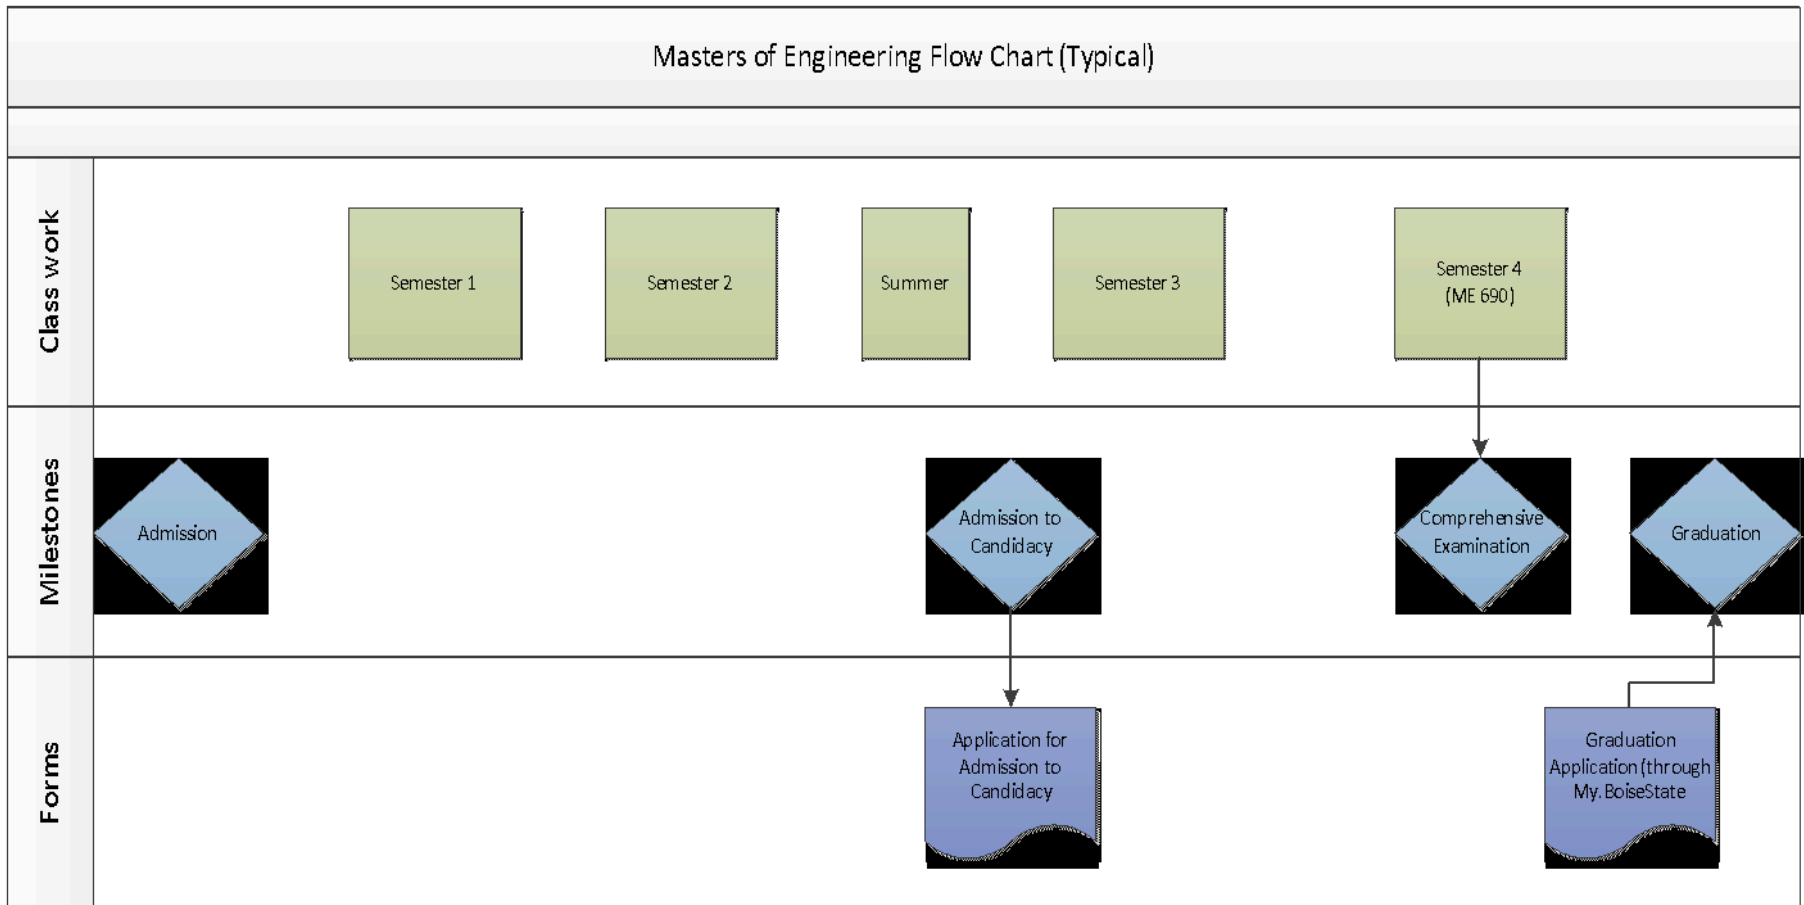 Masters of Engineering Flow Chart (Typical)
Class work
Semester 1
Semester 2
Summer
Semester 3
Semester 4
(ME 690)
Milestones
Admission
Admission to
Candidacy
Comprehensive
Examination
Graduation
Forms
Application for
Admission to
Candidacy
Graduation
Application (through
My.BoiseState